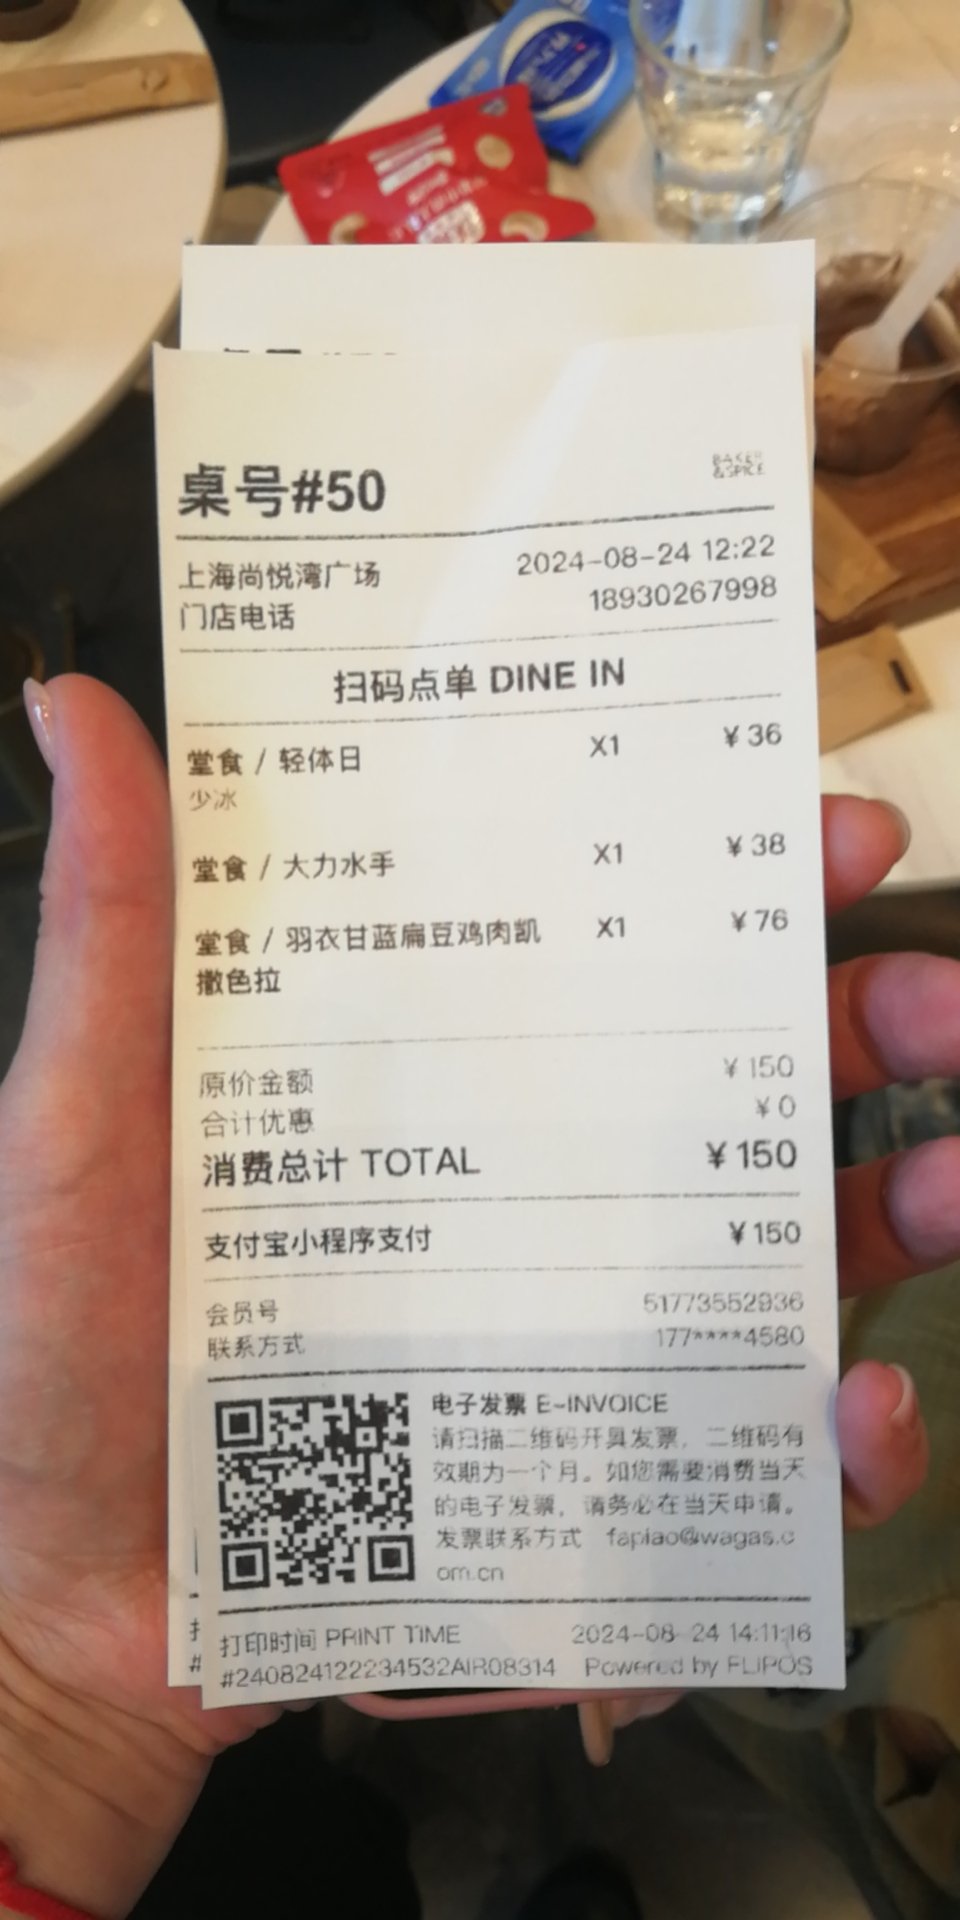 BAKER
&SPICE
桌号#50
上海尚悦湾广场 2024-08-24 12:22
门店电话 18930267998
扫码点单 DINE IN
堂食 / 轻体日 X1 ¥ 36
少冰
堂食 / 大力水手 X1 ¥ 38
堂食 / 羽衣甘蓝扁豆鸡肉凯 X1 ¥ 76
撒色拉
原价金额 ¥ 150
合计优惠 ¥ 0
消费总计 TOTAL ¥ 150
支付宝小程序支付 ¥ 150
会员号 51773552936
联系方式 177****4580
电子发票 E-INVOICE
请扫描二维码开具发票，二维码有
效期为一个月。如您需要消费当天
的电子发票，请务必在当天申请。
发票联系方式 fapiao@wagas.c
om.cn
打印时间 PRINT TIME 2024-08-24 14:11:16
#240824122234532AIR08314 Powered by FLIPOS